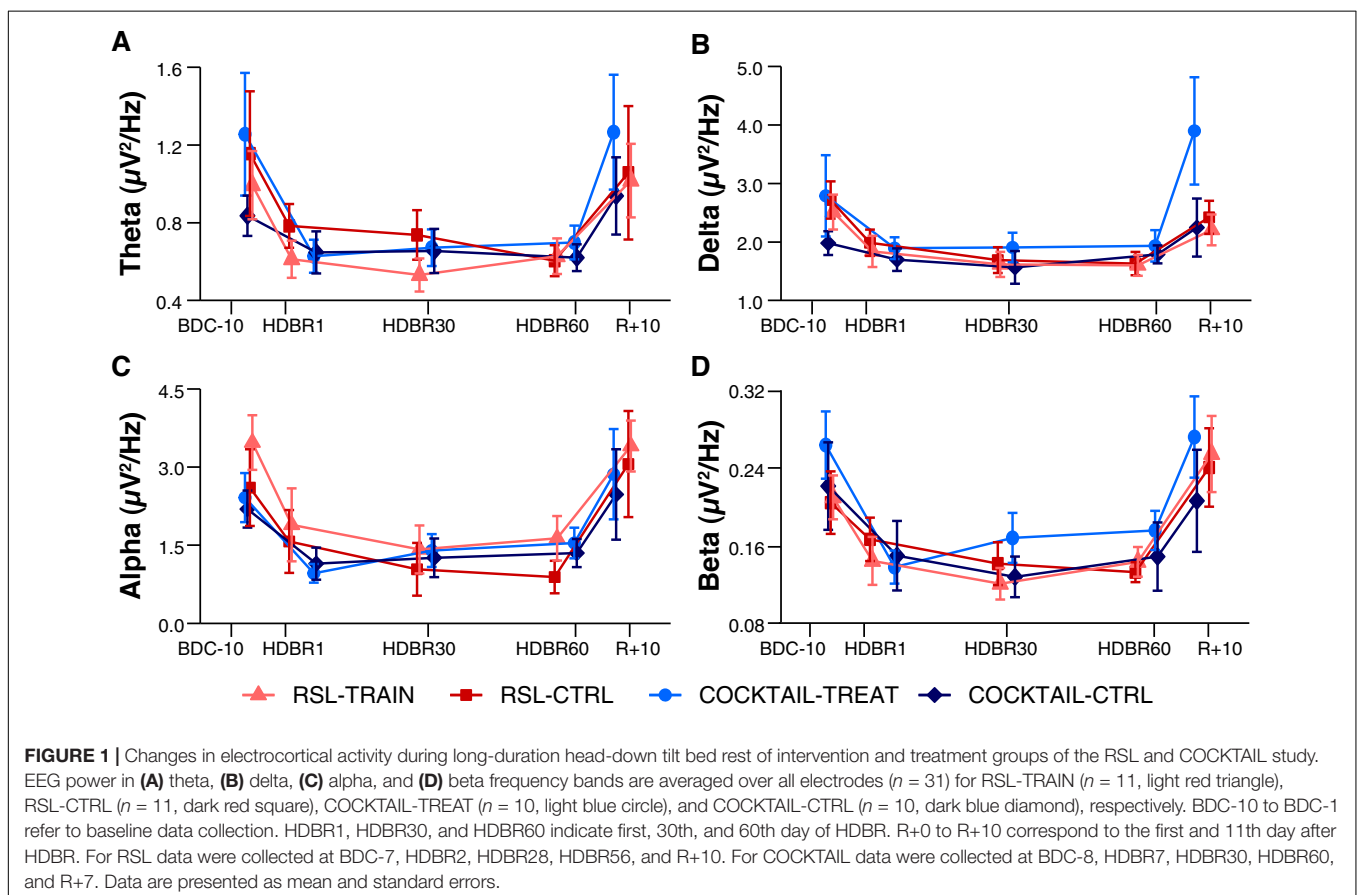 A
Theta (µV²/Hz)
1.6
1.2
0.8
0.4
BDC-10 HDBR1 HDBR30 HDBR60 R+10
B
Delta (µV²/Hz)
5.0
4.0
3.0
2.0
1.0
BDC-10 HDBR1 HDBR30 HDBR60 R+10
C
Alpha (µV²/Hz)
4.5
3.0
1.5
0.0
BDC-10 HDBR1 HDBR30 HDBR60 R+10
D
Beta (µV²/Hz)
0.32
0.24
0.16
0.08
BDC-10 HDBR1 HDBR30 HDBR60 R+10
RSL-TRAIN RSL-CTRL COCKTAIL-TREAT COCKTAIL-CTRL
FIGURE 1 | Changes in electrocortical activity during long-duration head-down tilt bed rest of intervention and treatment groups of the RSL and COCKTAIL study.
EEG power in (A) theta, (B) delta, (C) alpha, and (D) beta frequency bands are averaged over all electrodes (n = 31) for RSL-TRAIN (n = 11, light red triangle),
RSL-CTRL (n = 11, dark red square), COCKTAIL-TREAT (n = 10, light blue circle), and COCKTAIL-CTRL (n = 10, dark blue diamond), respectively. BDC-10 to BDC-1
refer to baseline data collection. HDBR1, HDBR30, and HDBR60 indicate first, 30th, and 60th day of HDBR. R+0 to R+10 correspond to the first and 11th day after
HDBR. For RSL data were collected at BDC-7, HDBR2, HDBR28, HDBR56, and R+10. For COCKTAIL data were collected at BDC-8, HDBR7, HDBR30, HDBR60,
and R+7. Data are presented as mean and standard errors.